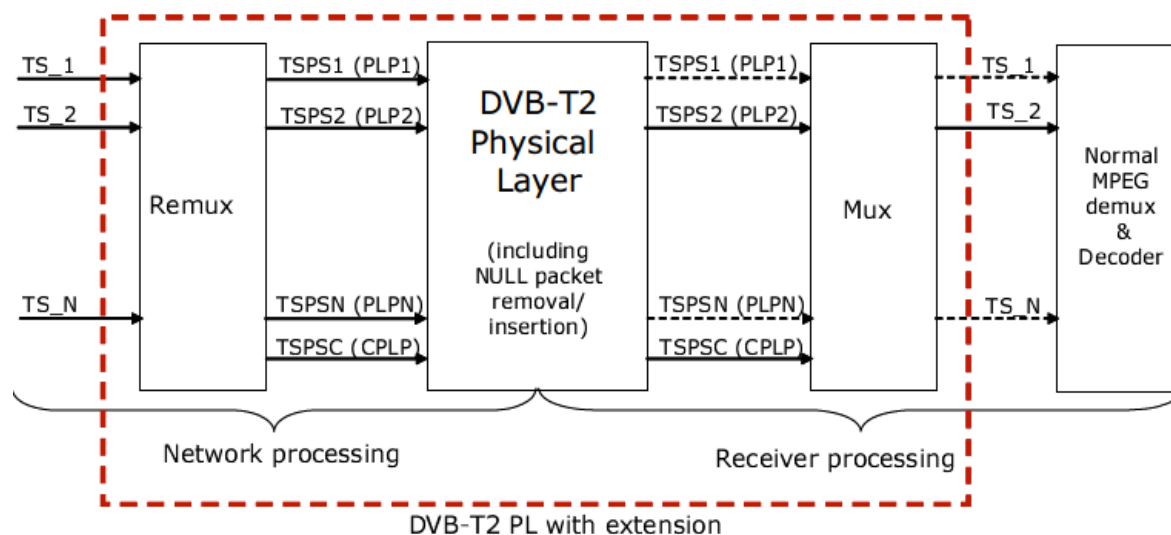 TS_1
TS_2
TS_N
Remux
TSPS1 (PLP1)
TSPS2 (PLP2)
TSPSN (PLPN)
TSPSC (CPLP)
DVB-T2
Physical
Layer
(including
NULL packet
removal/
insertion)
TSPS1 (PLP1)
TSPS2 (PLP2)
TSPSN (PLPN)
TSPSC (CPLP)
Mux
TS_1
TS_2
TS_N
Normal
MPEG
demux
&
Decoder
Network processing
Receiver processing
DVB-T2 PL with extension